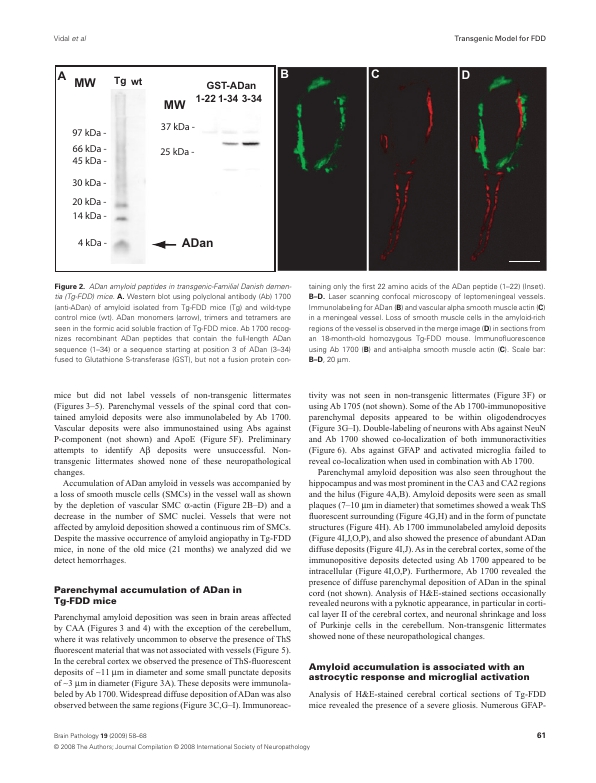 Vidal et al
Transgenic Model for FDD
A
MW
Tg wt
97 kDa -
66 kDa -
45 kDa -
30 kDa -
20 kDa -
14 kDa -
4 kDa -
ADan
GST-ADan
1-22 1-34 3-34
MW
37 kDa -
25 kDa -
B
C
D
Figure 2. ADan amyloid peptides in transgenic-Familial Danish demen-
tia (Tg-FDD) mice. A. Western blot using polyclonal antibody (Ab) 1700
(anti-ADan) of amyloid isolated from Tg-FDD mice (Tg) and wild-type
control mice (wt). ADan monomers (arrow), trimers and tetramers are
seen in the formic acid soluble fraction of Tg-FDD mice. Ab 1700 recog-
nizes recombinant ADan peptides that contain the full-length ADan
sequence (1–34) or a sequence starting at position 3 of ADan (3–34)
fused to Glutathione S-transferase (GST), but not a fusion protein con-
taining only the first 22 amino acids of the ADan peptide (1–22) (Inset).
B–D. Laser scanning confocal microscopy of leptomeningeal vessels.
Immunolabeling for ADan (B) and vascular alpha smooth muscle actin (C)
in a meningeal vessel. Loss of smooth muscle cells in the amyloid-rich
regions of the vessel is observed in the merge image (D) in sections from
an 18-month-old homozygous Tg-FDD mouse. Immunofluorescence
using Ab 1700 (B) and anti-alpha smooth muscle actin (C). Scale bar:
B–D, 20 μm.
mice but did not label vessels of non-transgenic littermates
(Figures 3–5). Parenchymal vessels of the spinal cord that con-
tained amyloid deposits were also immunolabeled by Ab 1700.
Vascular deposits were also immunostained using Abs against
P-component (not shown) and ApoE (Figure 5F). Preliminary
attempts to identify Aβ deposits were unsuccessful. Non-
transgenic littermates showed none of these neuropathological
changes.
Accumulation of ADan amyloid in vessels was accompanied by
a loss of smooth muscle cells (SMCs) in the vessel wall as shown
by the depletion of vascular SMC α-actin (Figure 2B–D) and a
decrease in the number of SMC nuclei. Vessels that were not
affected by amyloid deposition showed a continuous rim of SMCs.
Despite the massive occurrence of amyloid angiopathy in Tg-FDD
mice, in none of the old mice (21 months) we analyzed did we
detect hemorrhages.
Parenchymal accumulation of ADan in
Tg-FDD mice
Parenchymal amyloid deposition was seen in brain areas affected
by CAA (Figures 3 and 4) with the exception of the cerebellum,
where it was relatively uncommon to observe the presence of ThS
fluorescent material that was not associated with vessels (Figure 5).
In the cerebral cortex we observed the presence of ThS-fluorescent
deposits of ~11 μm in diameter and some small punctate deposits
of ~3 μm in diameter (Figure 3A). These deposits were immunola-
beled by Ab 1700. Widespread diffuse deposition of ADan was also
observed between the same regions (Figure 3C,G–I). Immunoreac-
tivity was not seen in non-transgenic littermates (Figure 3F) or
using Ab 1705 (not shown). Some of the Ab 1700-immunopositive
parenchymal deposits appeared to be within oligodendrocyes
(Figure 3G–I). Double-labeling of neurons with Abs against NeuN
and Ab 1700 showed co-localization of both immunoactivities
(Figure 6). Abs against GFAP and activated microglia failed to
reveal co-localization when used in combination with Ab 1700.
Parenchymal amyloid deposition was also seen throughout the
hippocampus and was most prominent in the CA3 and CA2 regions
and the hilus (Figure 4A,B). Amyloid deposits were seen as small
plaques (7–10 μm in diameter) that sometimes showed a weak ThS
fluorescent surrounding (Figure 4G,H) and in the form of punctate
structures (Figure 4H). Ab 1700 immunolabeled amyloid deposits
(Figure 4I,J,O,P), and also showed the presence of abundant ADan
diffuse deposits (Figure 4I,J). As in the cerebral cortex, some of the
immunopositive deposits detected using Ab 1700 appeared to be
intracellular (Figure 4I,O,P). Furthermore, Ab 1700 revealed the
presence of diffuse parenchymal deposition of ADan in the spinal
cord (not shown). Analysis of H&E-stained sections occasionally
revealed neurons with a pyknotic appearance, in particular in corti-
cal layer II of the cerebral cortex, and neuronal shrinkage and loss
of Purkinje cells in the cerebellum. Non-transgenic littermates
showed none of these neuropathological changes.
Amyloid accumulation is associated with an
astrocytic response and microglial activation
Analysis of H&E-stained cerebral cortical sections of Tg-FDD
mice revealed the presence of a severe gliosis. Numerous GFAP-
Brain Pathology 19 (2009) 58–68
61
© 2008 The Authors; Journal Compilation © 2008 International Society of Neuropathology